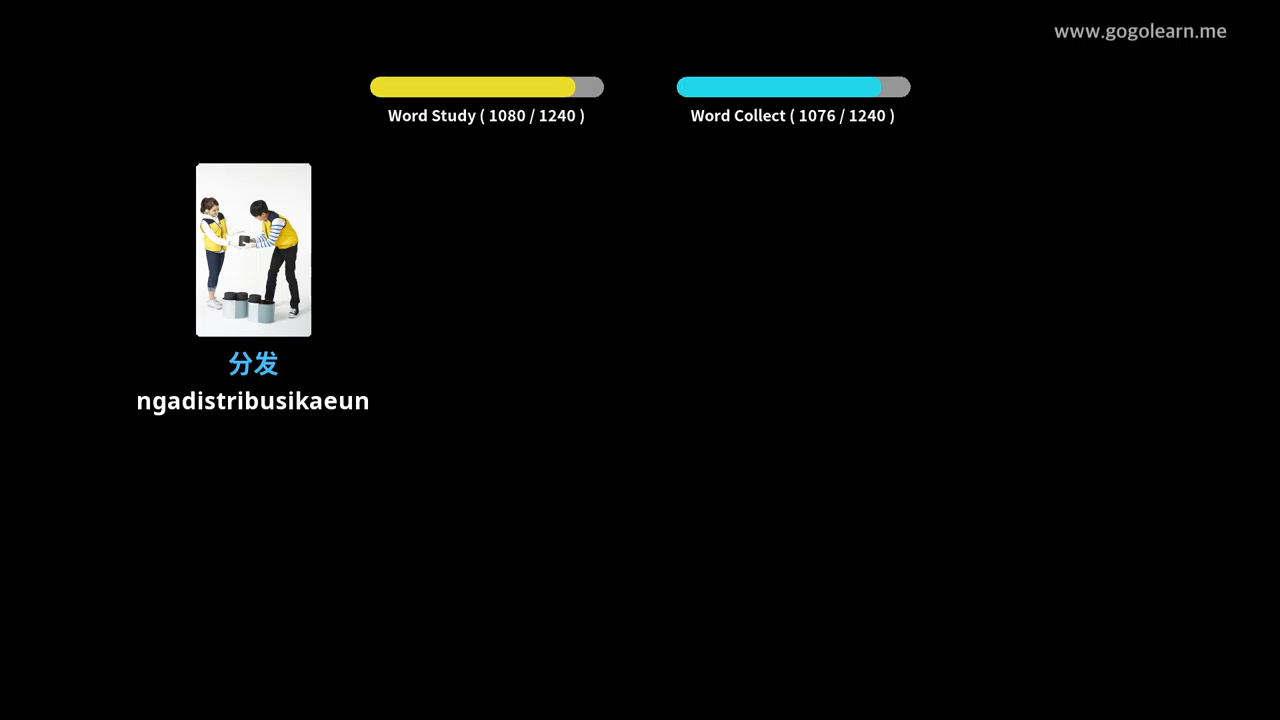 www.gogolearn.me
Word Study ( 1080 / 1240 )
Word Collect ( 1076 / 1240 )
分发
ngadistribusikaeun